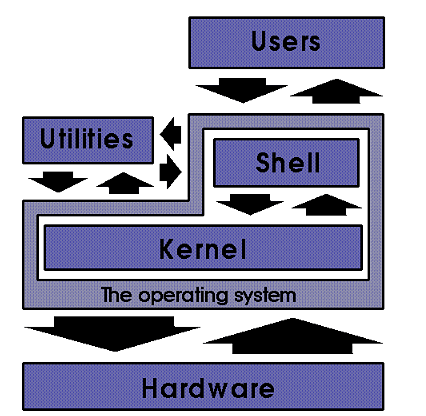 Users
Utilities
Shell
Kernel
The operating system
Hardware